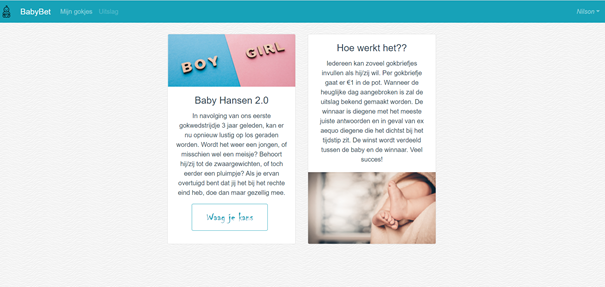 BabyBet Mijn gokjes Uitslag Nilison
BOY GIRL
Baby Hansen 2.0
In navolging van ons eerste
gokwedstrijdje 3 jaar geleden, kan er
nu opnieuw lustig op los geraden
worden. Wordt het weer een jongen, of
misschien wel een meisje? Behoort
hij/zij tot de zwaargewichten, of toch
eerder een pluimpje? Als je ervan
overtuigd bent dat jij het bij het rechte
eind heb, doe dan maar gezellig mee.
Waag je kans
Hoe werkt het??
Iedereen kan zoveel gokbriefjes
invullen als hij/zij wil. Per gokbriefje
gaat er €1 in de pot. Wanneer de
heuglijke dag aangebroken is zal de
uitslag bekend gemaakt worden. De
winnaar is diegene met het meeste
juiste antwoorden en in geval van ex
aequo diegene die het dichtst bij het
tijdstip zit. De winst wordt verdeeld
tussen de baby en de winnaar. Veel
succes!